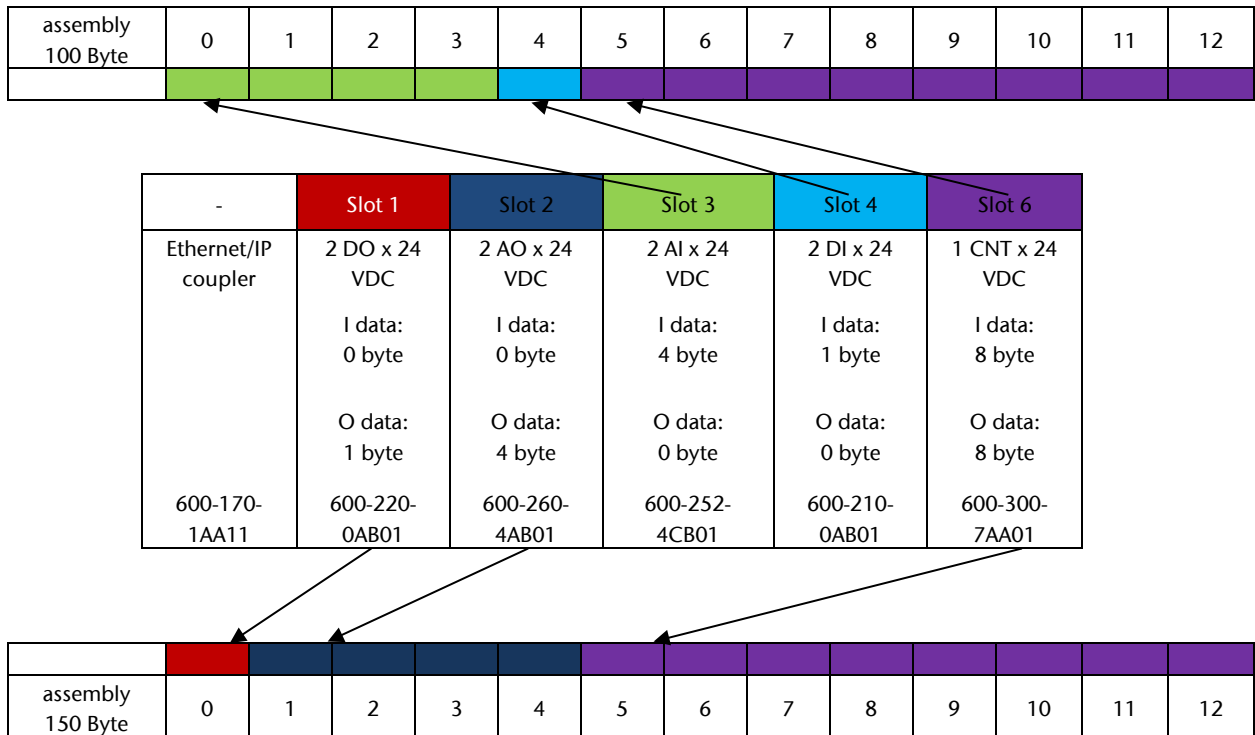 assembly
100 Byte 0 1 2 3 4 5 6 7 8 9 10 11 12
- Slot 1 Slot 2 Slot 3 Slot 4 Slot 6
Ethernet/IP 2 DO x 24 2 AO x 24 2 AI x 24 2 DI x 24 1 CNT x 24
coupler VDC VDC VDC VDC VDC
I data: I data: I data: I data: I data:
0 byte 0 byte 4 byte 1 byte 8 byte
O data: O data: O data: O data: O data:
1 byte 4 byte 0 byte 0 byte 8 byte
600-170- 600-220- 600-260- 600-252- 600-210- 600-300-
1AA11 0AB01 4AB01 4CB01 0AB01 7AA01
assembly
150 Byte 0 1 2 3 4 5 6 7 8 9 10 11 12